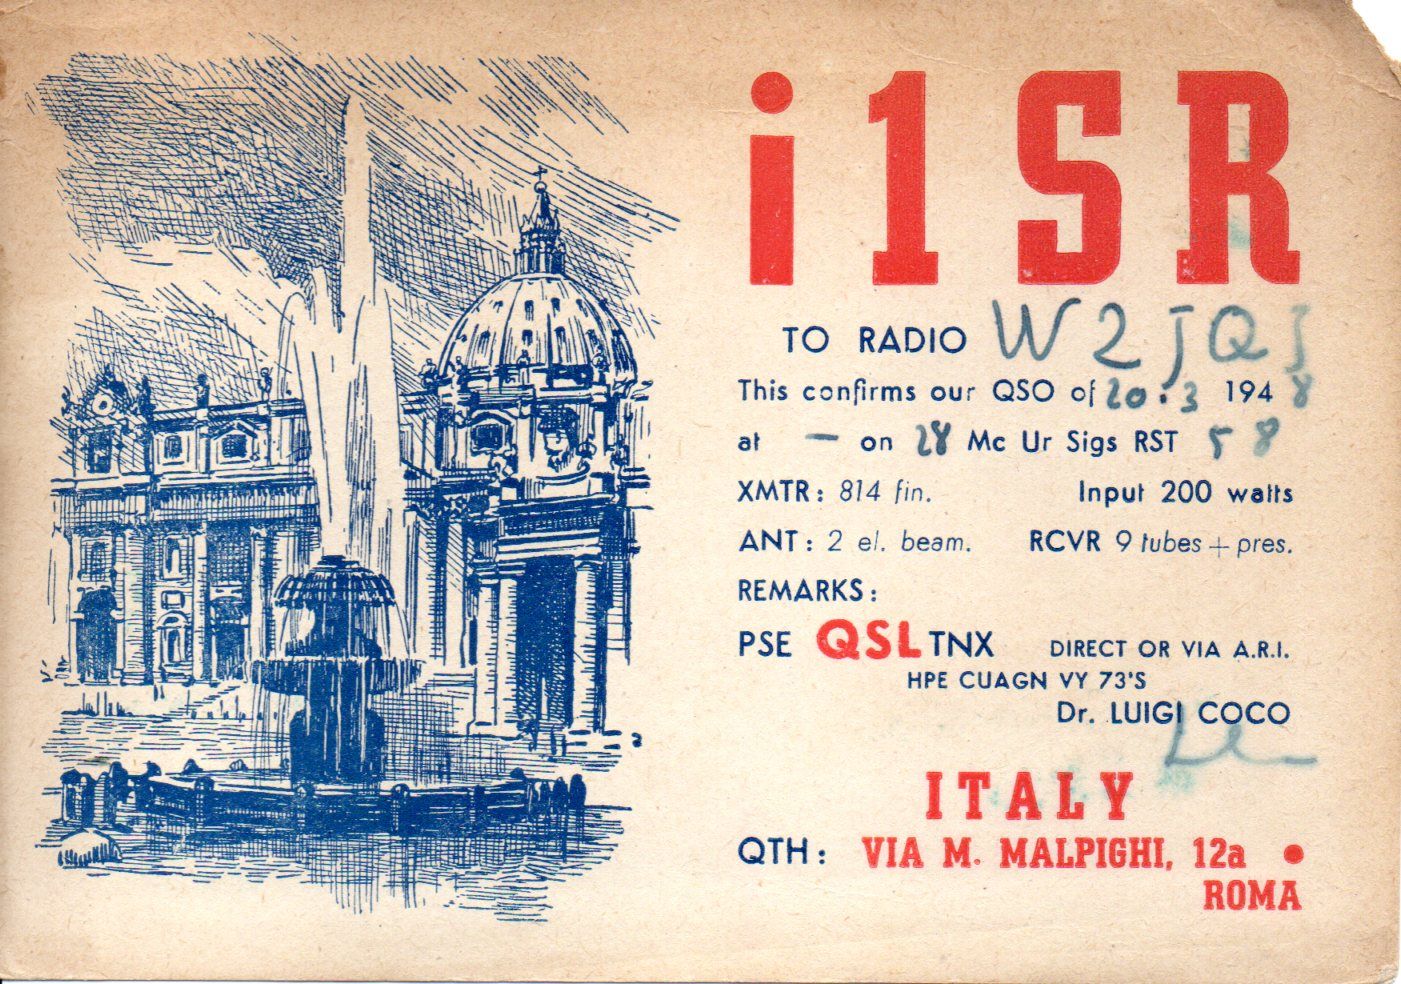 i1SR
TO RADIO W2JQJ
This confirms our QSO of 20.3 1948
at – on 28 Mc Ur Sigs RST 58
XMTR: 814 fin. Input 200 watts
ANT: 2 el. beam. RCVR 9 tubes + pres.
REMARKS:
PSE QSL TNX DIRECT OR VIA A.R.I.
HPE CUAGN VY 73'S
Dr. LUIGI COCO
ITALY
QTH: VIA M. MALPIGHI, 12a •
ROMA